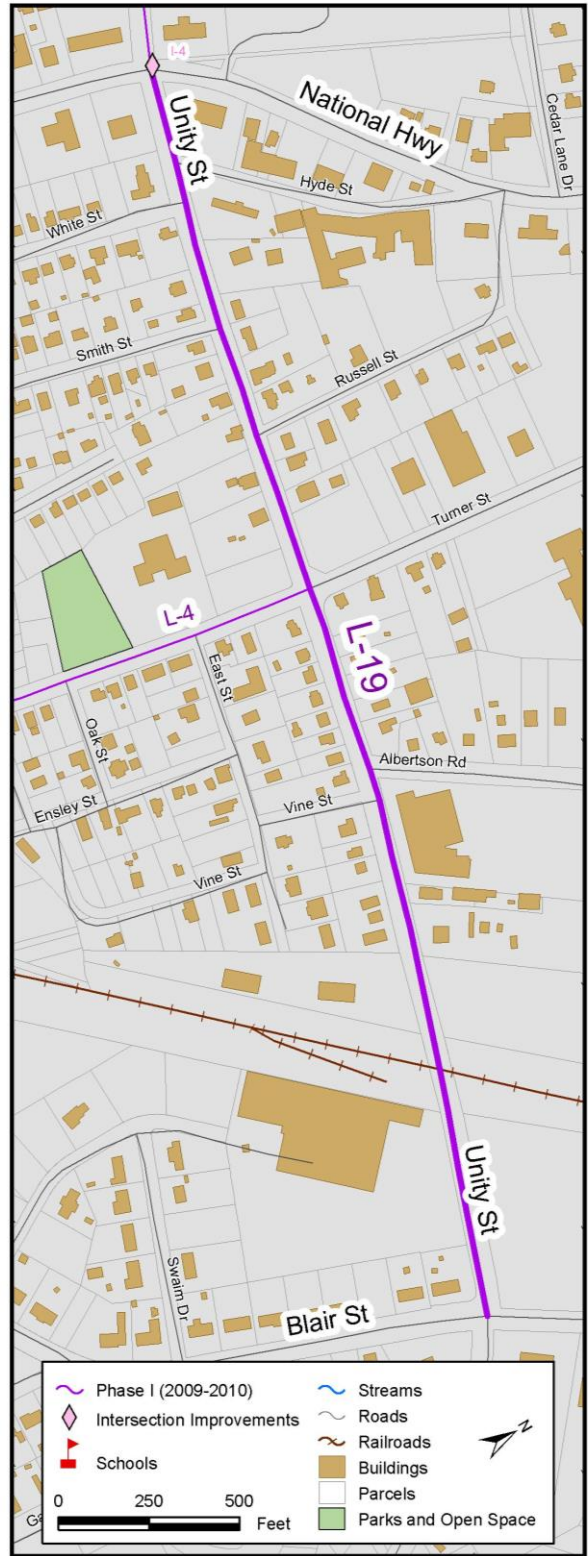 I-4
Unity St
National Hwy
Cedar Lane Dr
Hyde St
White St
Smith St
Russell St
Turner St
L-4
L-19
East St
Oak St
Albertson Rd
Ensley St
Vine St
Vine St
Unity St
Swaim Dr
Blair St
Ga
Phase I (2009-2010)
Intersection Improvements
Schools
0 250 500
Feet
Streams
Roads
Railroads
Buildings
Parcels
Parks and Open Space
N